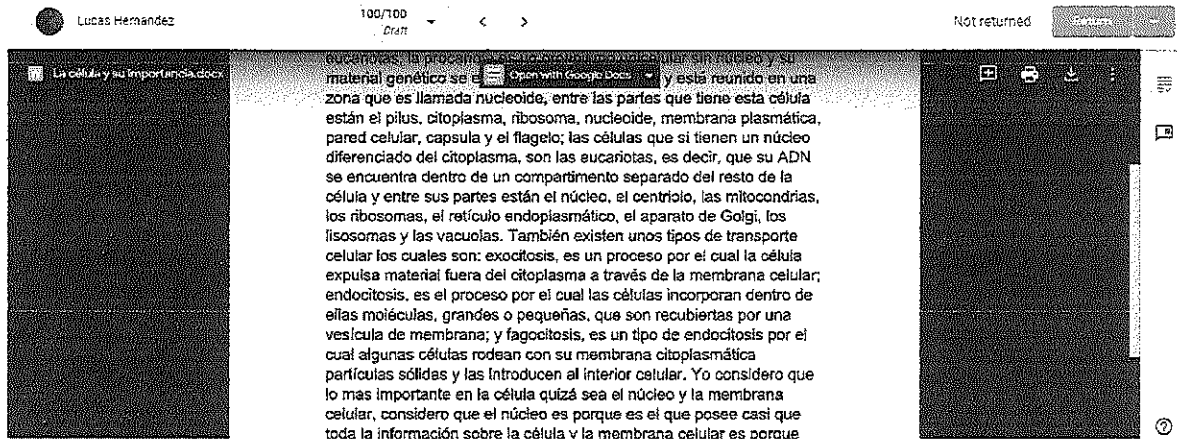 Lucas Hernandez
100/100
Draft
Not returned
La célula y su importancia.docx
Open with Google Docs
material genético se e y está reunido en una
zona que es llamada nucleoide, entre las partes que tiene esta célula
están el pilus, citoplasma, ribosoma, nucleoide, membrana plasmática,
pared celular, capsula y el flagelo; las células que si tienen un núcleo
diferenciado del citoplasma, son las eucariotas, es decir, que su ADN
se encuentra dentro de un compartimento separado del resto de la
célula y entre sus partes están el núcleo, el centriolo, las mitocondrias,
los ribosomas, el retículo endoplasmático, el aparato de Golgi, los
lisosomas y las vacuolas. También existen unos tipos de transporte
celular los cuales son: exocitosis, es un proceso por el cual la célula
expulsa material fuera del citoplasma a través de la membrana celular;
endocitosis, es el proceso por el cual las células incorporan dentro de
ellas moléculas, grandes o pequeñas, que son recubiertas por una
vesícula de membrana; y fagocitosis, es un tipo de endocitosis por el
cual algunas células rodean con su membrana citoplasmática
partículas sólidas y las introducen al interior celular. Yo considero que
lo mas importante en la célula quizá sea el núcleo y la membrana
celular, considero que el núcleo es porque es el que posee casi que
toda la información sobre la célula y la membrana celular es porque